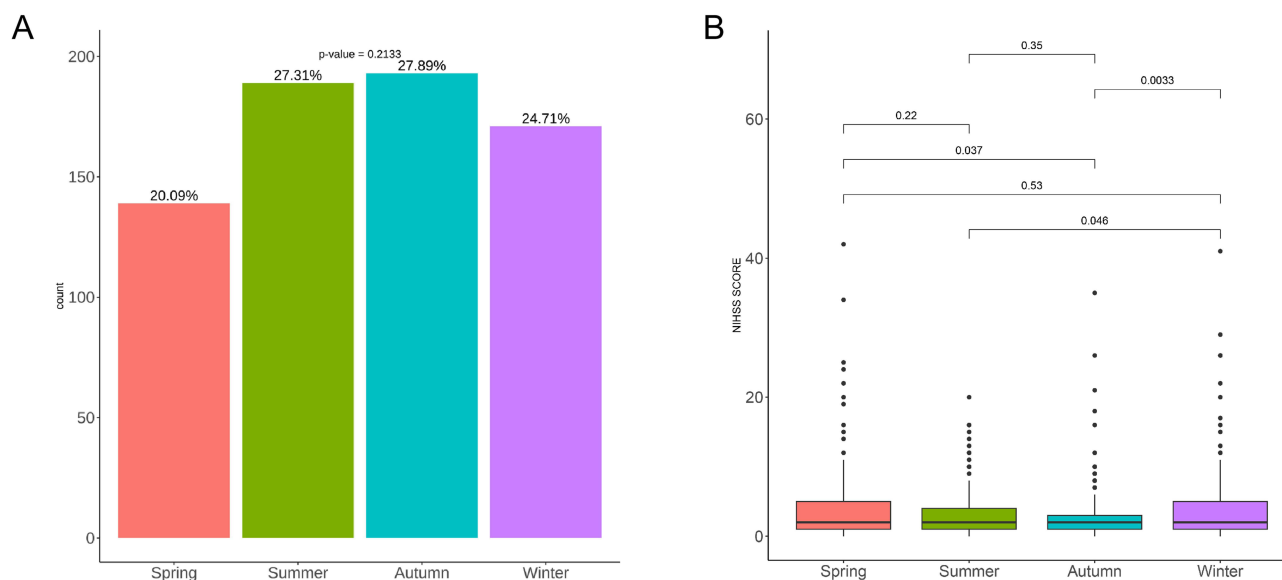 A
p-value = 0.2133
200
150
100
50
0
count
20.09%
27.31%
27.89%
24.71%
Spring
Summer
Autumn
Winter
B
0.35
0.0033
0.22
0.037
0.53
0.046
60
40
20
0
NIHSS SCORE
Spring
Summer
Autumn
Winter